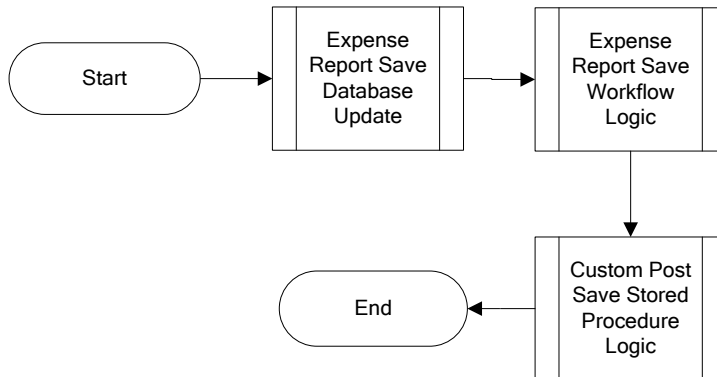 Start
Expense
Report Save
Database
Update
Expense
Report Save
Workflow
Logic
Custom Post
Save Stored
Procedure
Logic
End